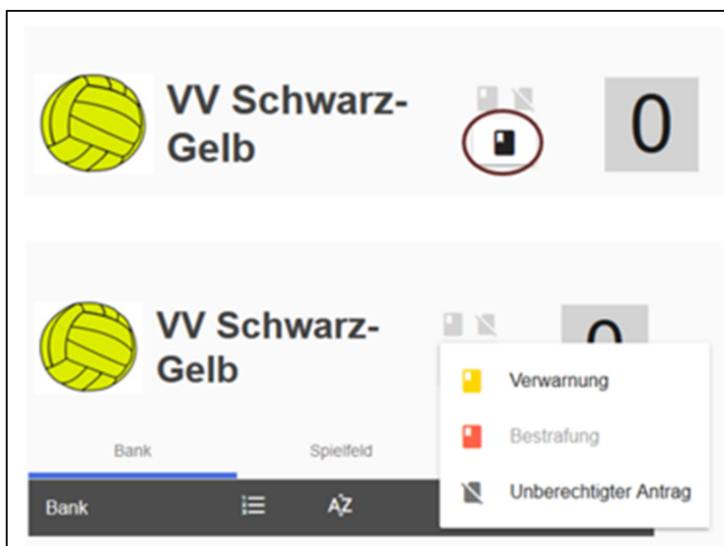 VV Schwarz-
Gelb
0
VV Schwarz-
Gelb
Verwarnung
Bestrafung
Unberechtigter Antrag
Bank
Spielfeld
Bank
AZ